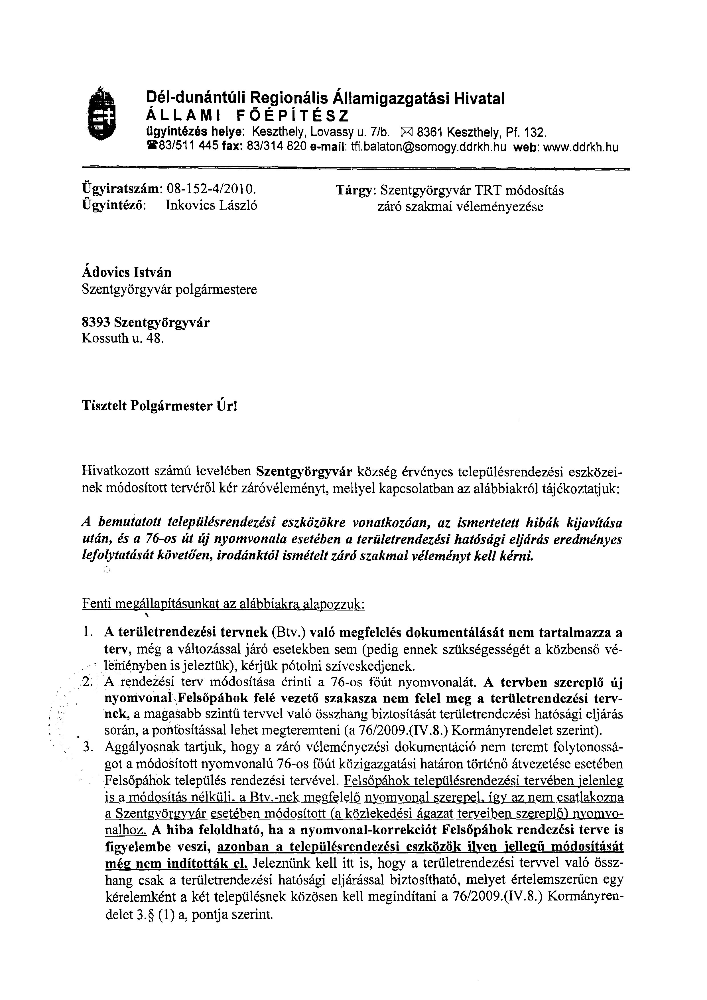 Dél-dunántúli Regionális Államigazgatási Hivatal
ÁLLAMI FŐÉPÍTÉSZ
ügyintézés helye: Keszthely, Lovassy u. 7/b. ✉ 8361 Keszthely, Pf. 132.
☎83/511 445 fax: 83/314 820 e-mail: tfi.balaton@somogy.ddrkh.hu web: www.ddrkh.hu
Ügyiratszám: 08-152-4/2010.
Ügyintéző: Inkovics László
Tárgy: Szentgyörgyvár TRT módosítás
záró szakmai véleményezése
Ádovics István
Szentgyörgyvár polgármestere
8393 Szentgyörgyvár
Kossuth u. 48.
Tisztelt Polgármester Úr!
Hivatkozott számú levelében Szentgyörgyvár község érvényes településrendezési eszközei-
nek módosított tervéről kér záróvéleményt, mellyel kapcsolatban az alábbiakról tájékoztatjuk:
A bemutatott településrendezési eszközökre vonatkozóan, az ismertetett hibák kijavítása
után, és a 76-os út új nyomvonala esetében a területrendezési hatósági eljárás eredményes
lefolytatását követően, irodánktól ismételt záró szakmai véleményt kell kérni.
Fenti megállapításunkat az alábbiakra alapozzuk:
1. A területrendezési tervnek (Btv.) való megfelelés dokumentálását nem tartalmazza a
terv, még a változással járó esetekben sem (pedig ennek szükségességét a közbenső vé-
leményben is jeleztük), kérjük pótolni szíveskedjenek.
2. A rendezési terv módosítása érinti a 76-os főút nyomvonalát. A tervben szereplő új
nyomvonal Felsőpáhok felé vezető szakasza nem felel meg a területrendezési terv-
nek, a magasabb szintű tervvel való összhang biztosítását területrendezési hatósági eljárás
során, a pontosítással lehet megteremteni (a 76/2009.(IV.8.) Kormányrendelet szerint).
3. Aggályosnak tartjuk, hogy a záró véleményezési dokumentáció nem teremt folytonossá-
got a módosított nyomvonalú 76-os főút közigazgatási határon történő átvezetése esetében
Felsőpáhok település rendezési tervével. Felsőpáhok településrendezési tervében jelenleg
is a módosítás nélküli, a Btv.-nek megfelelő nyomvonal szerepel, így az nem csatlakozna
a Szentgyörgyvár esetében módosított (a közlekedési ágazat terveiben szereplő) nyomvo-
nalhoz. A hiba feloldható, ha a nyomvonal-korrekciót Felsőpáhok rendezési terve is
figyelembe veszi, azonban a településrendezési eszközök ilyen jellegű módosítását
még nem indították el. Jeleznünk kell itt is, hogy a területrendezési tervvel való össz-
hang csak a területrendezési hatósági eljárással biztosítható, melyet értelemszerűen egy
kérelemként a két településnek közösen kell megindítani a 76/2009.(IV.8.) Kormányren-
delet 3.§ (1) a, pontja szerint.